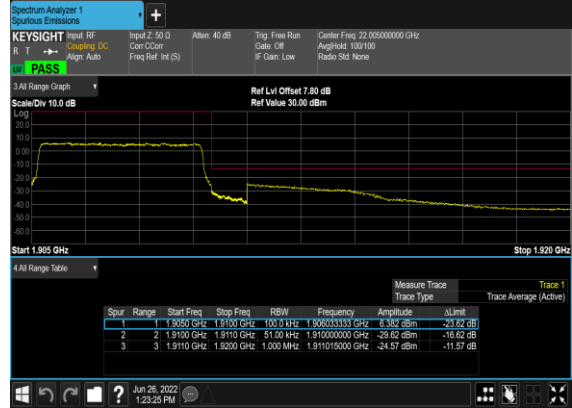 Spectrum Analyzer 1
Spurious Emissions
KEYSIGHT Input: RF Input Z: 50 Ω Atten: 40 dB Trig: Free Run Center Freq: 22.005000000 GHz
R T Coupling: DC Corr CCorr Gate: Off Avg|Hold: 100/100
Align: Auto Freq Ref: Int (S) IF Gain: Low Radio Std: None
PASS
3 All Range Graph
Ref Lvl Offset 7.80 dB
Scale/Div 10.0 dB Ref Value 30.00 dBm
Log
20.0
10.0
0.00
-10.0
-20.0
-30.0
-40.0
-50.0
-60.0
Start 1.905 GHz Stop 1.920 GHz
4 All Range Table
Measure Trace Trace 1
Trace Type Trace Average (Active)
Spur Range Start Freq Stop Freq RBW Frequency Amplitude ΔLimit
1 1 1.9050 GHz 1.9100 GHz 100.0 kHz 1.906033333 GHz 6.382 dBm -23.62 dB
2 2 1.9100 GHz 1.9110 GHz 51.00 kHz 1.910000000 GHz -29.62 dBm -16.62 dB
3 3 1.9110 GHz 1.9200 GHz 1.000 MHz 1.911015000 GHz -24.57 dBm -11.57 dB
? Jun 26, 2022
1:23:25 PM